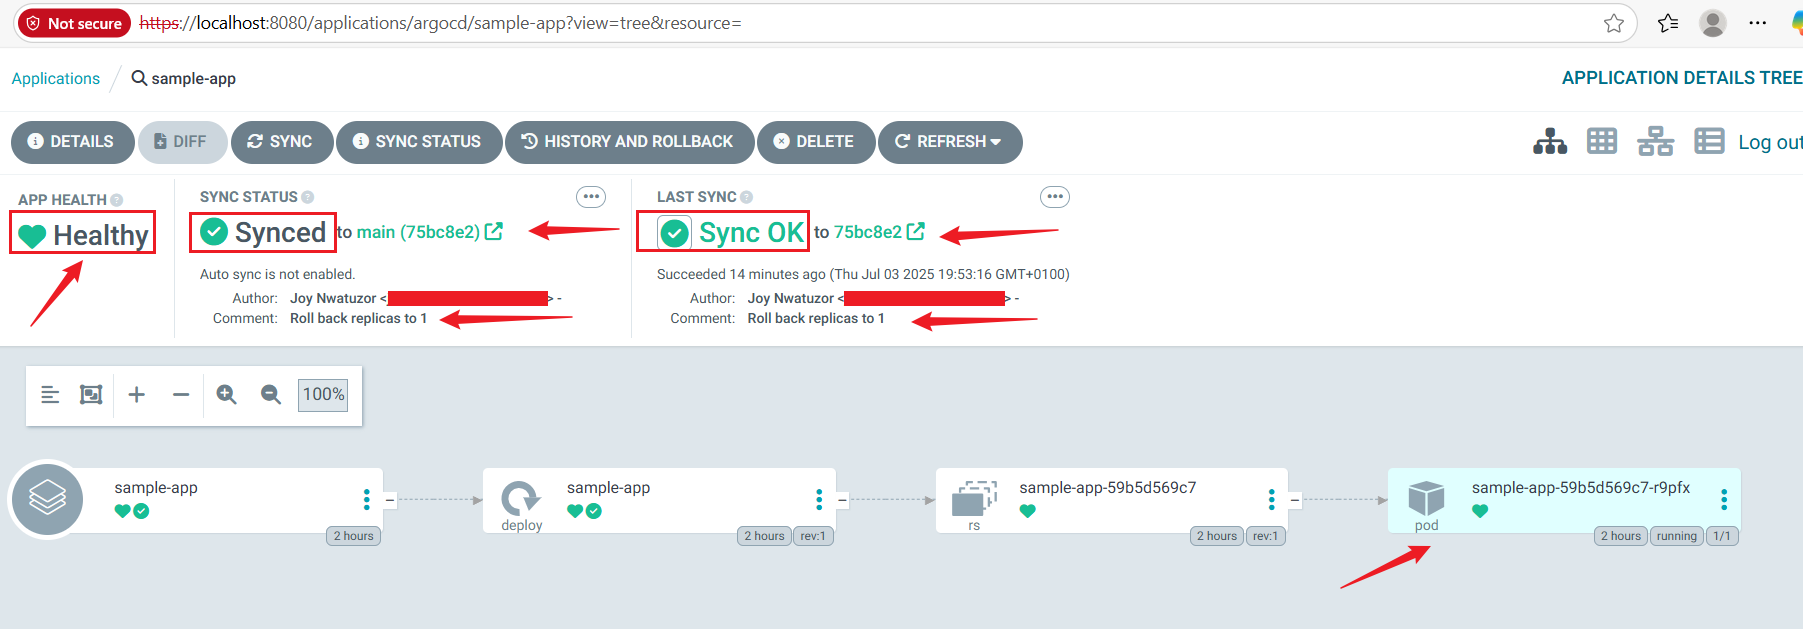 Not secure https://localhost:8080/applications/argocd/sample-app?view=tree&resource=
Applications / sample-app
APPLICATION DETAILS TREE
DETAILS DIFF SYNC SYNC STATUS HISTORY AND ROLLBACK DELETE REFRESH Log out
APP HEALTH
Healthy
SYNC STATUS
Synced to main (75bc8e2)
Auto sync is not enabled.
Author: Joy Nwatuzor < > -
Comment: Roll back replicas to 1
LAST SYNC
Sync OK to 75bc8e2
Succeeded 14 minutes ago (Thu Jul 03 2025 19:53:16 GMT+0100)
Author: Joy Nwatuzor < > -
Comment: Roll back replicas to 1
100%
sample-app
2 hours
sample-app
deploy
2 hours rev:1
sample-app-59b5d569c7
rs
2 hours rev:1
sample-app-59b5d569c7-r9pfx
pod
2 hours running 1/1